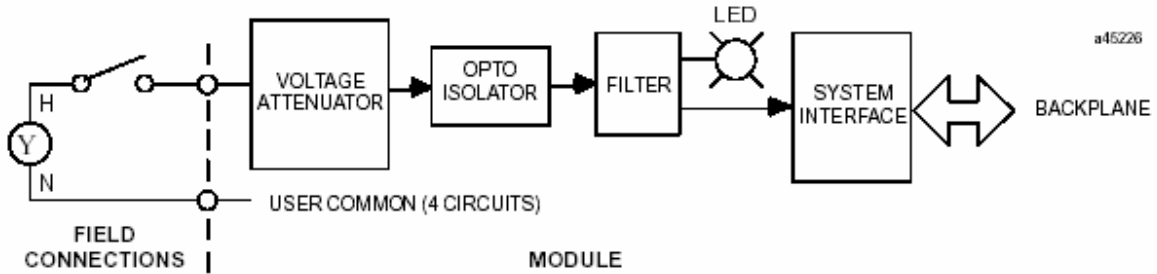 LED
a45226
H
VOLTAGE
ATTENUATOR
OPTO
ISOLATOR
FILTER
SYSTEM
INTERFACE
BACKPLANE
Y
N
USER COMMON (4 CIRCUITS)
FIELD
CONNECTIONS
MODULE